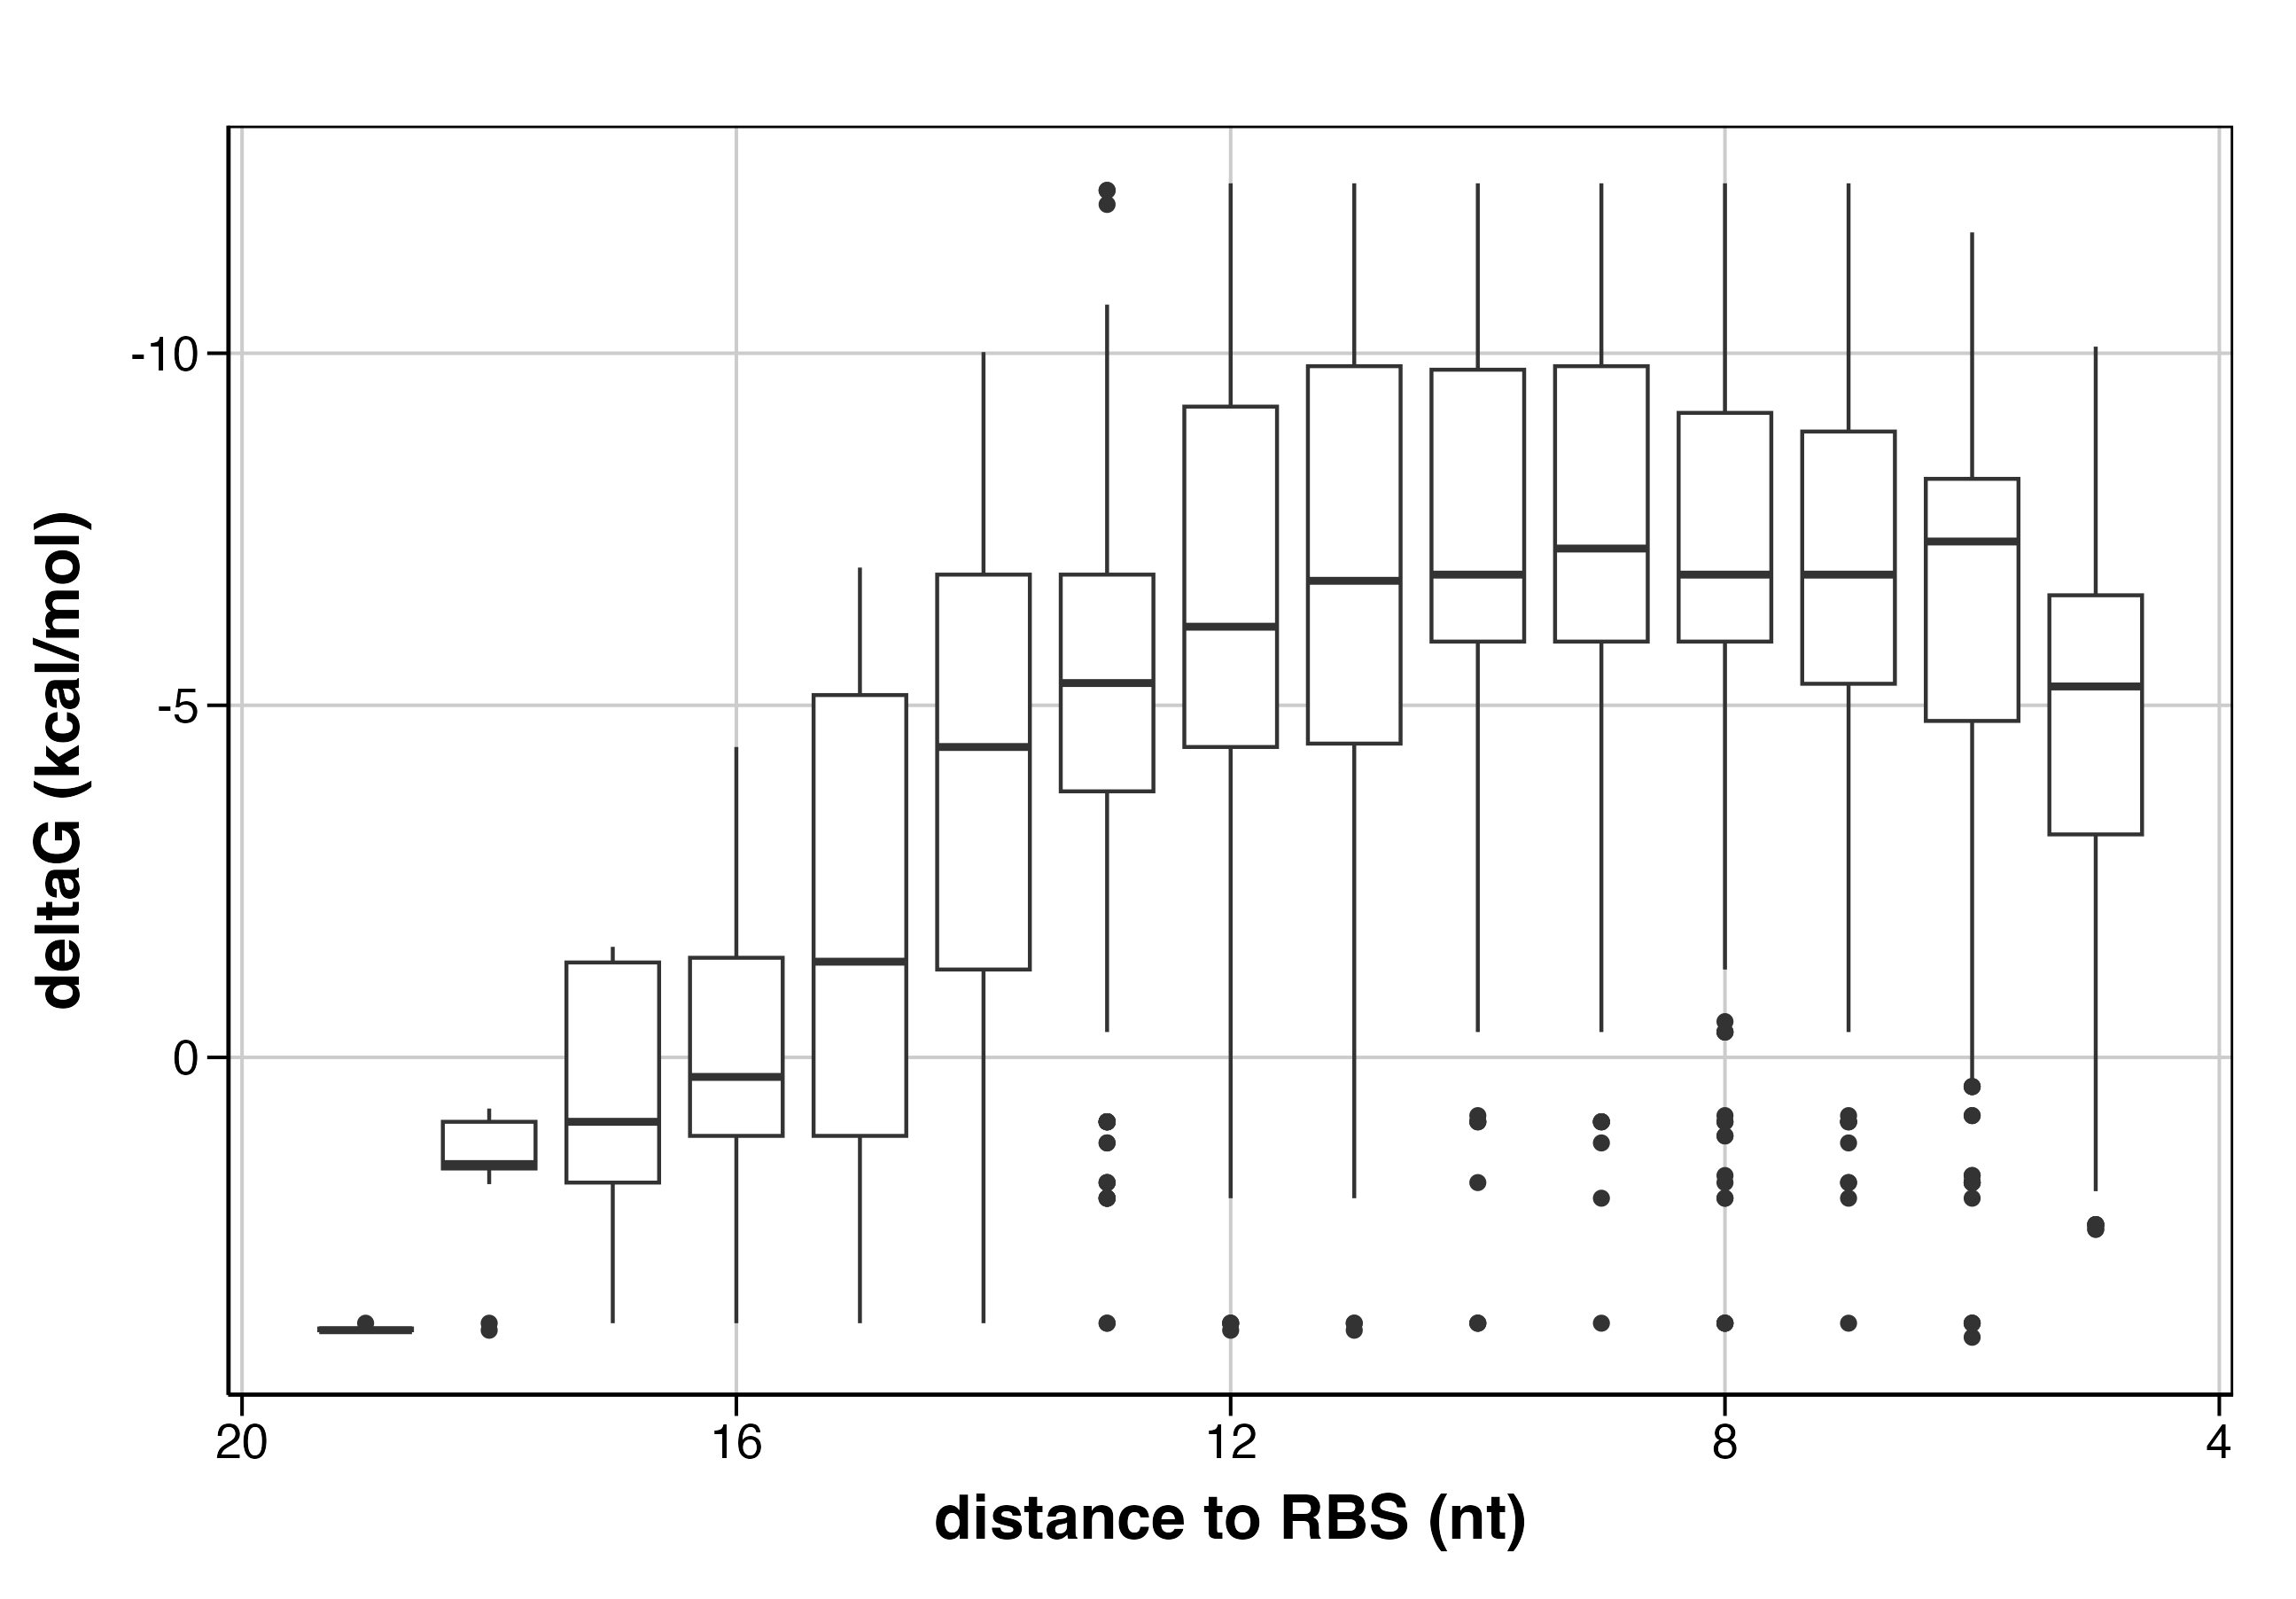 deltaG (kcal/mol)
-10
-5
0
20 16 12 8 4
distance to RBS (nt)